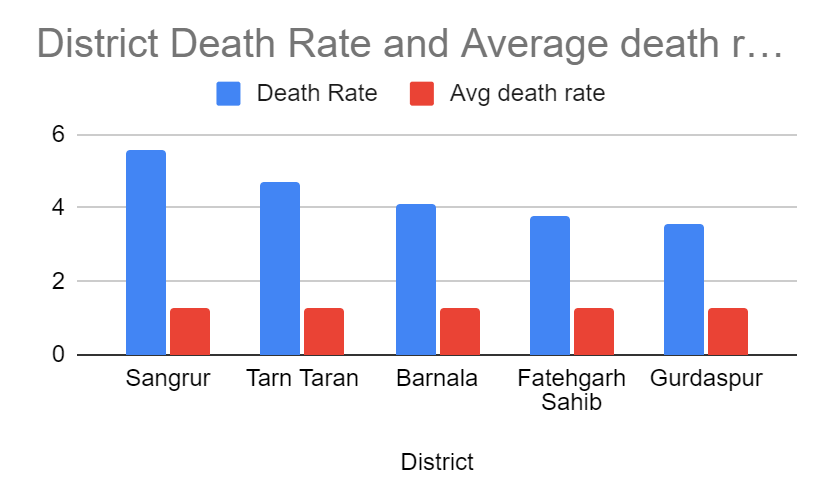 District Death Rate and Average death r…
Death Rate
Avg death rate
6
4
2
0
Sangrur
Tarn Taran
Barnala
Fatehgarh
Sahib
Gurdaspur
District